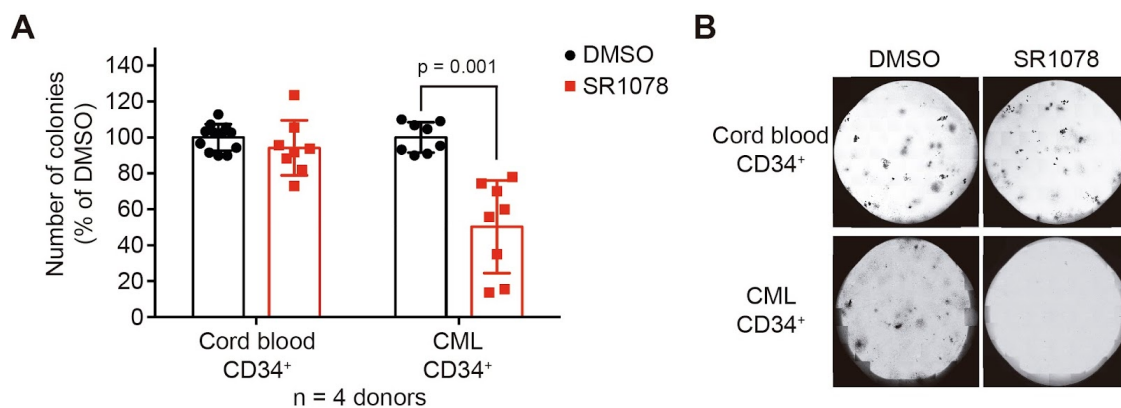 A
Number of colonies
(% of DMSO)
140
120
100
80
60
40
20
0
p = 0.001
DMSO
SR1078
Cord blood
CD34⁺
CML
CD34⁺
n = 4 donors
B
DMSO
SR1078
Cord blood
CD34⁺
CML
CD34⁺